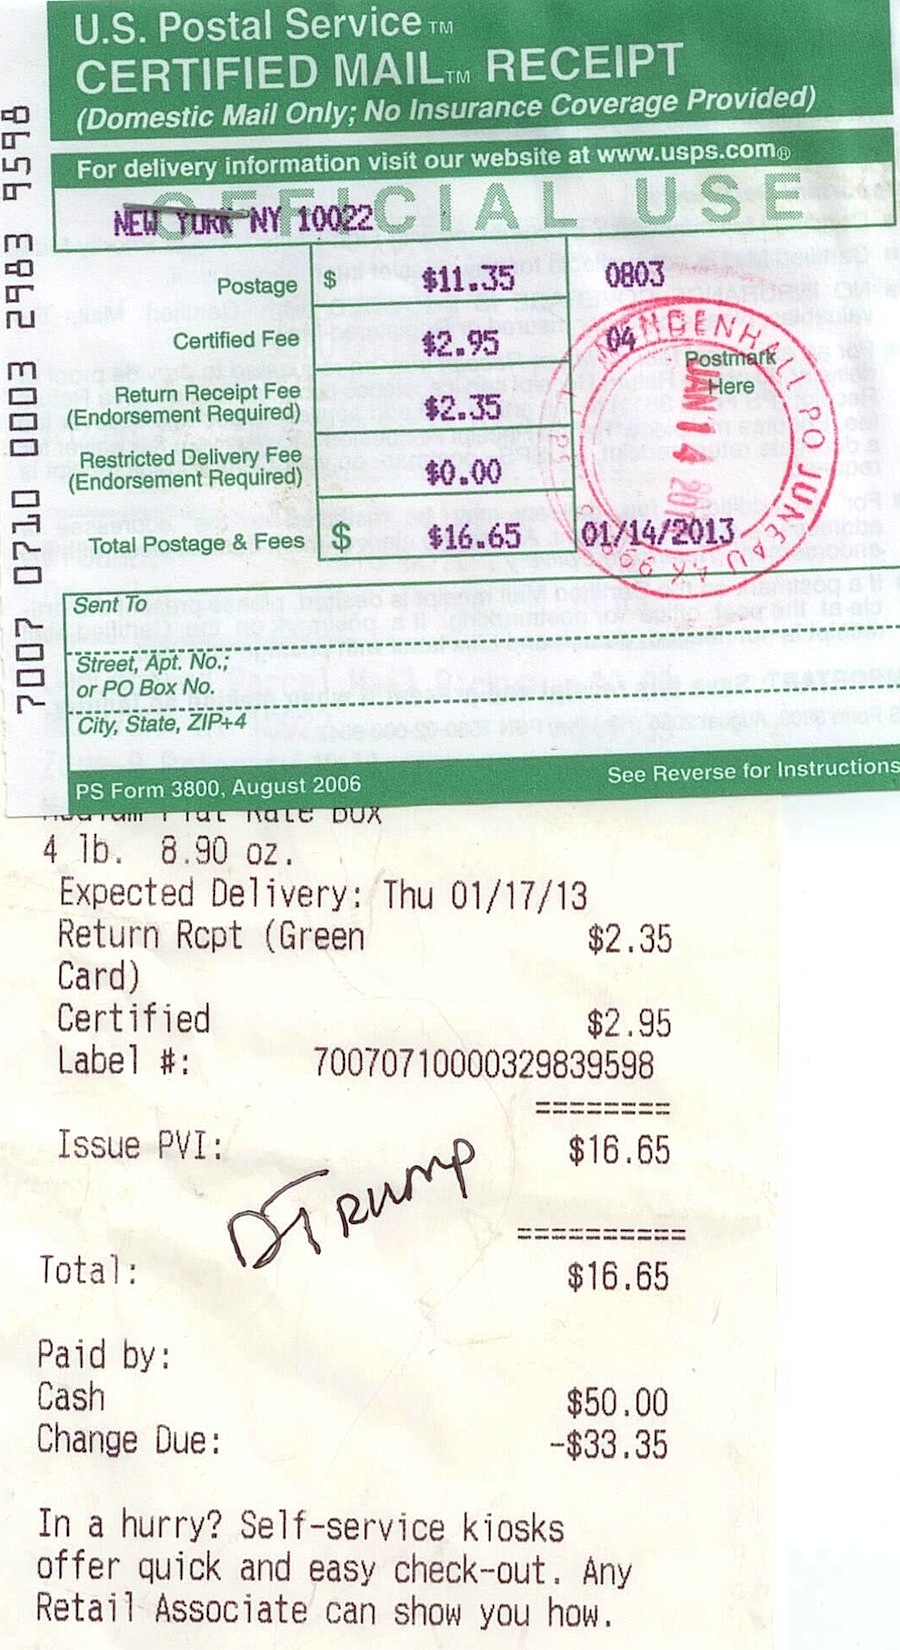 U.S. Postal Service™
CERTIFIED MAIL™ RECEIPT
(Domestic Mail Only; No Insurance Coverage Provided)
For delivery information visit our website at www.usps.com®
OFFICIAL USE
NEW YORK NY 10022
Postage $ $11.35 0803
Certified Fee $2.95 04
Postmark
Here
Return Receipt Fee
(Endorsement Required) $2.35
Restricted Delivery Fee
(Endorsement Required) $0.00
Total Postage & Fees $ $16.65 01/14/2013
MENDENHALL PO JUNEAU AK
JAN 14
7007 0710 0003 2983 9598
Sent To
Street, Apt. No.;
or PO Box No.
City, State, ZIP+4
PS Form 3800, August 2006 See Reverse for Instructions
Medium Flat Rate Box
4 lb. 8.90 oz.
Expected Delivery: Thu 01/17/13
Return Rcpt (Green $2.35
Card)
Certified $2.95
Label #: 70070710000329839598
========
Issue PVI: $16.65
DTRump
==========
Total: $16.65
Paid by:
Cash $50.00
Change Due: -$33.35
In a hurry? Self-service kiosks
offer quick and easy check-out. Any
Retail Associate can show you how.